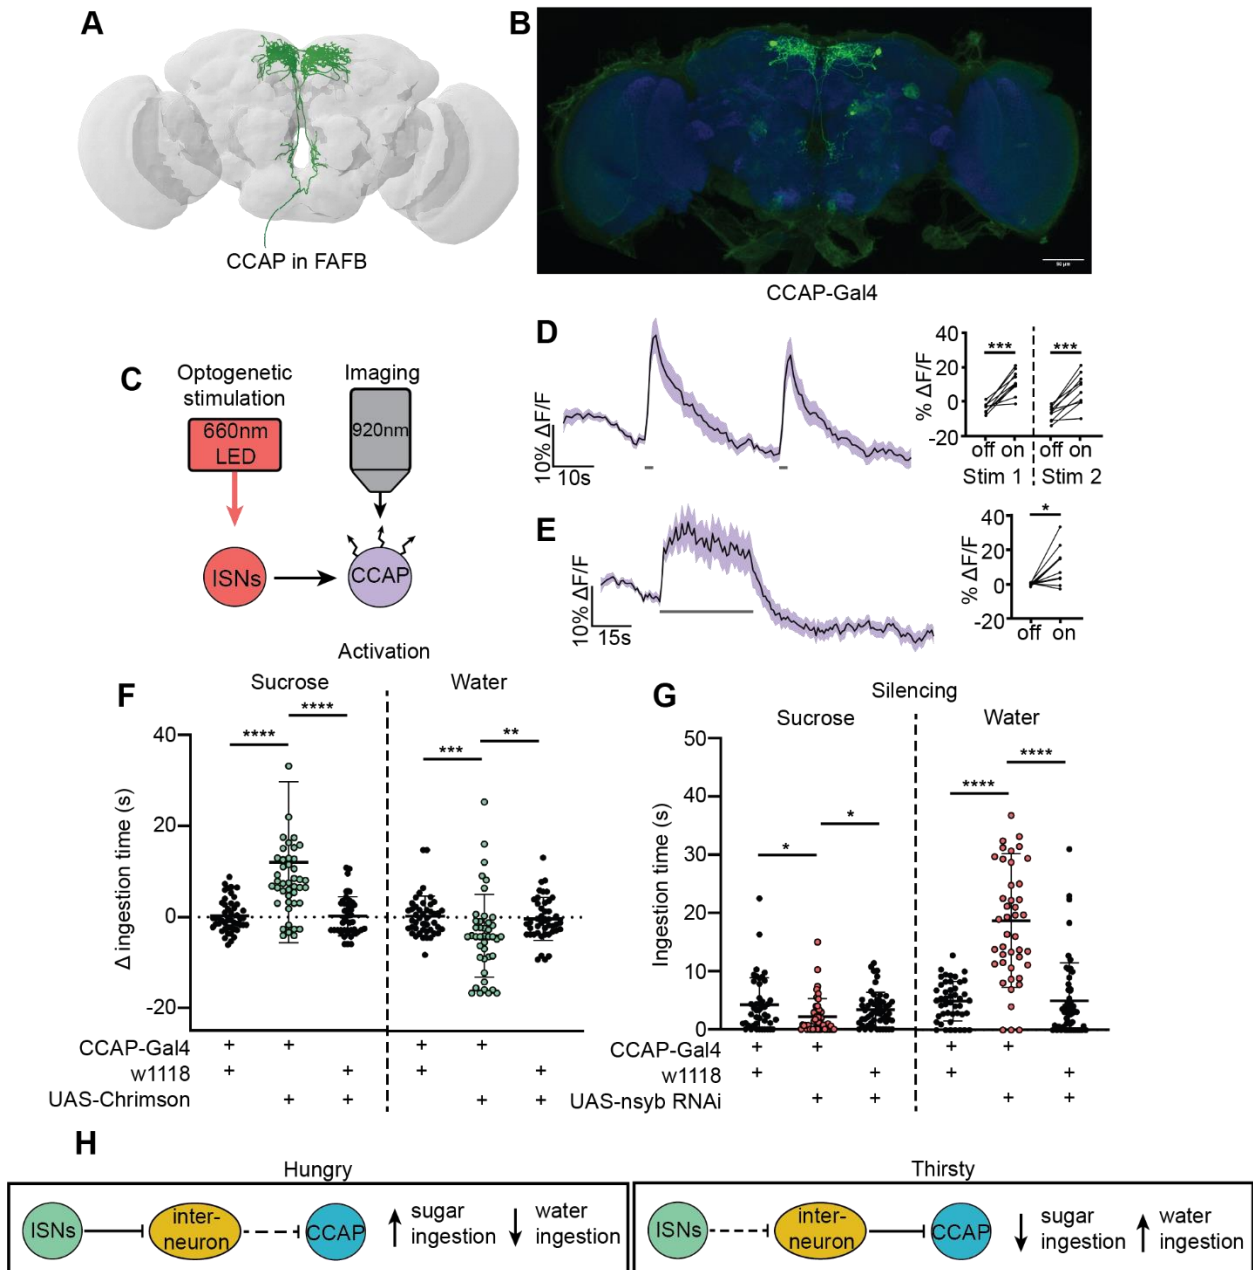 A
CCAP in FAFB
B
50 µm
CCAP-Gal4
C
Optogenetic
stimulation
660nm
LED
Imaging
920nm
ISNs
CCAP
D
10% ΔF/F
10s
% ΔF/F
40
20
0
-20
*** ***
off on off on
Stim 1 Stim 2
E
10% ΔF/F
15s
% ΔF/F
40
20
0
-20
*
off on
Activation
F
Sucrose Water
**** **** *** **
Δ ingestion time (s)
40
20
0
-20
CCAP-Gal4 + + + +
w1118 + + + +
UAS-Chrimson + + + +
Silencing
G
Sucrose Water
* * **** ****
Ingestion time (s)
50
40
30
20
10
0
CCAP-Gal4 + + + +
w1118 + + + +
UAS-nsyb RNAi + + + +
H
Hungry
ISNs
inter-
neuron
CCAP
sugar
ingestion
water
ingestion
Thirsty
ISNs
inter-
neuron
CCAP
sugar
ingestion
water
ingestion